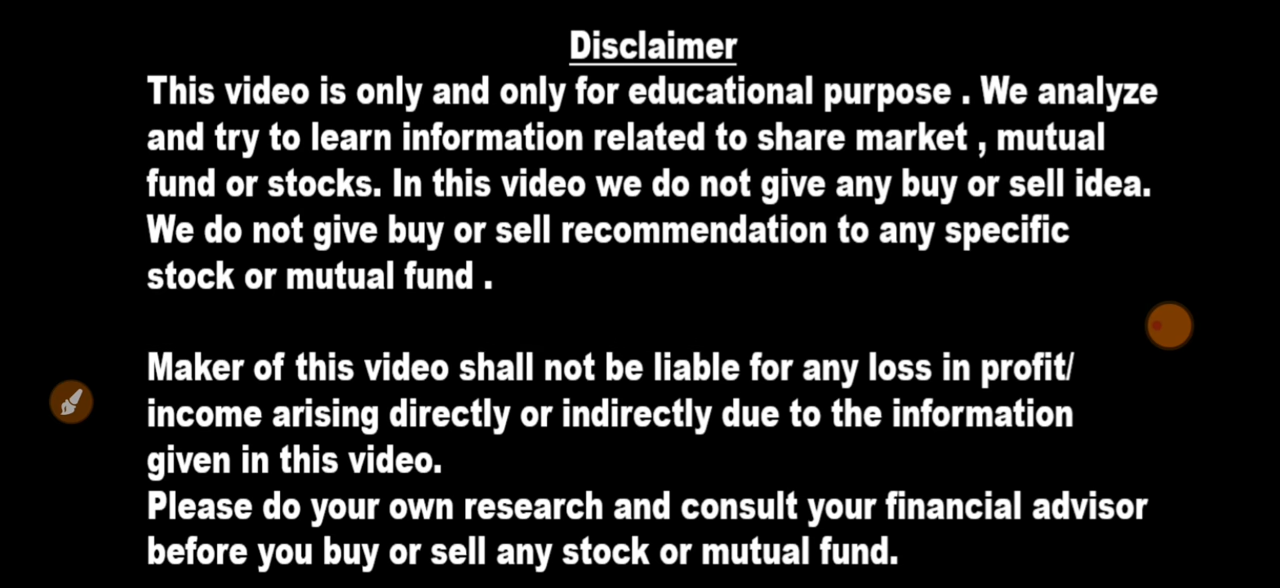 Disclaimer
This video is only and only for educational purpose . We analyze
and try to learn information related to share market , mutual
fund or stocks. In this video we do not give any buy or sell idea.
We do not give buy or sell recommendation to any specific
stock or mutual fund .
Maker of this video shall not be liable for any loss in profit/
income arising directly or indirectly due to the information
given in this video.
Please do your own research and consult your financial advisor
before you buy or sell any stock or mutual fund.